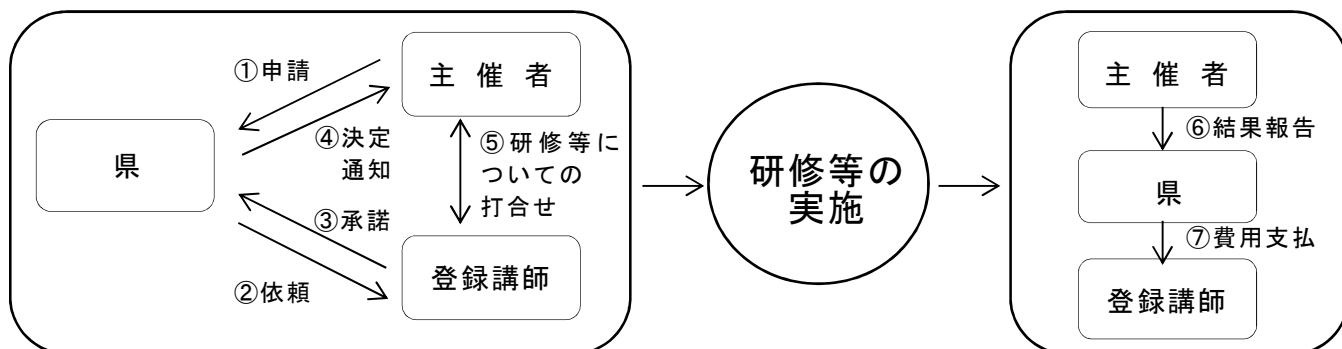 ①申請
主催者
④決定
通知
県
⑤研修等に
ついての
打合せ
③承諾
②依頼
登録講師
研修等の
実施
主催者
⑥結果報告
県
⑦費用支払
登録講師